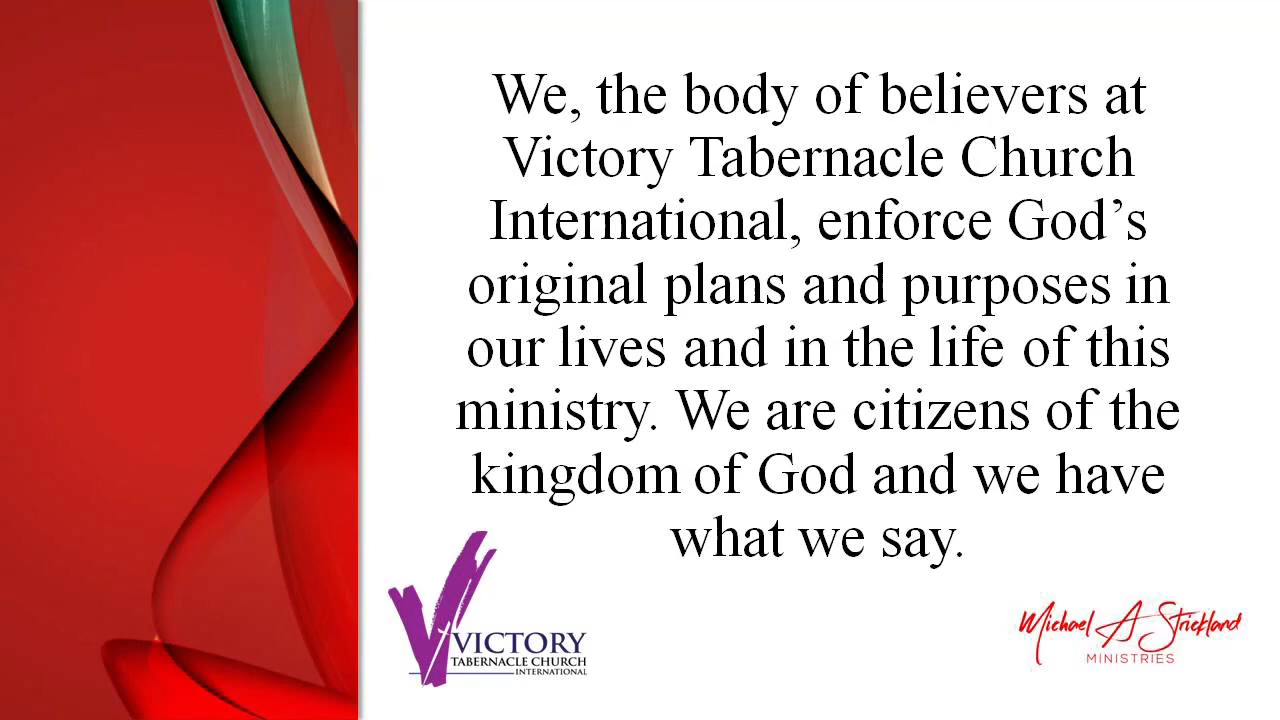 We, the body of believers at
Victory Tabernacle Church
International, enforce God’s
original plans and purposes in
our lives and in the life of this
ministry. We are citizens of the
kingdom of God and we have
what we say.
VICTORY
TABERNACLE CHURCH
INTERNATIONAL
Michael A Strickland
MINISTRIES